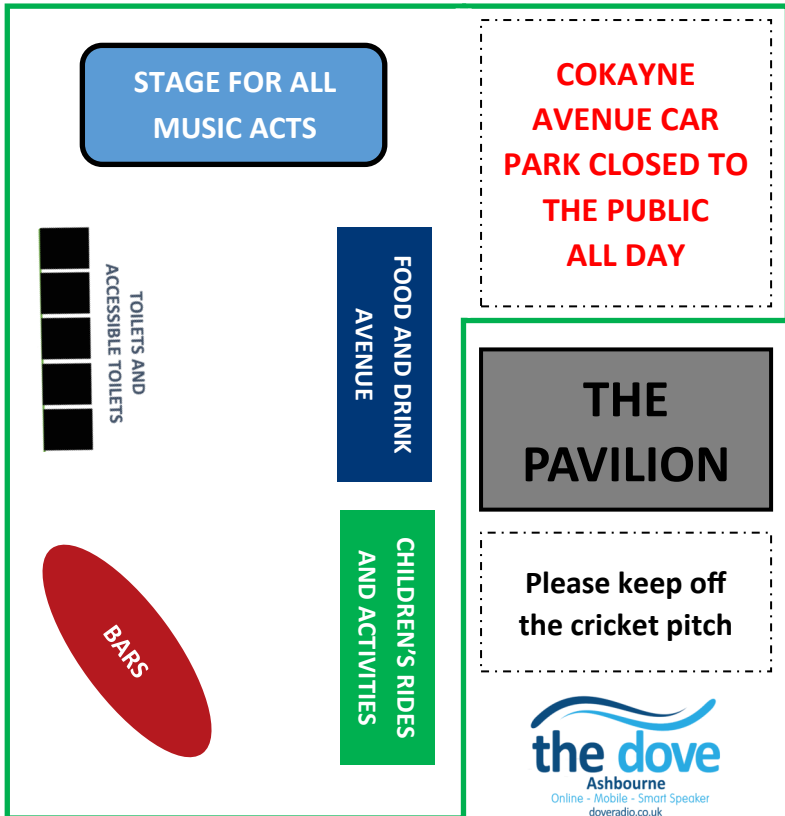 STAGE FOR ALL
MUSIC ACTS
COKAYNE
AVENUE CAR
PARK CLOSED TO
THE PUBLIC
ALL DAY
TOILETS AND
ACCESSIBLE TOILETS
FOOD AND DRINK
AVENUE
THE
PAVILION
BARS
CHILDREN'S RIDES
AND ACTIVITIES
Please keep off
the cricket pitch
the dove
Ashbourne
Online - Mobile - Smart Speaker
doveradio.co.uk